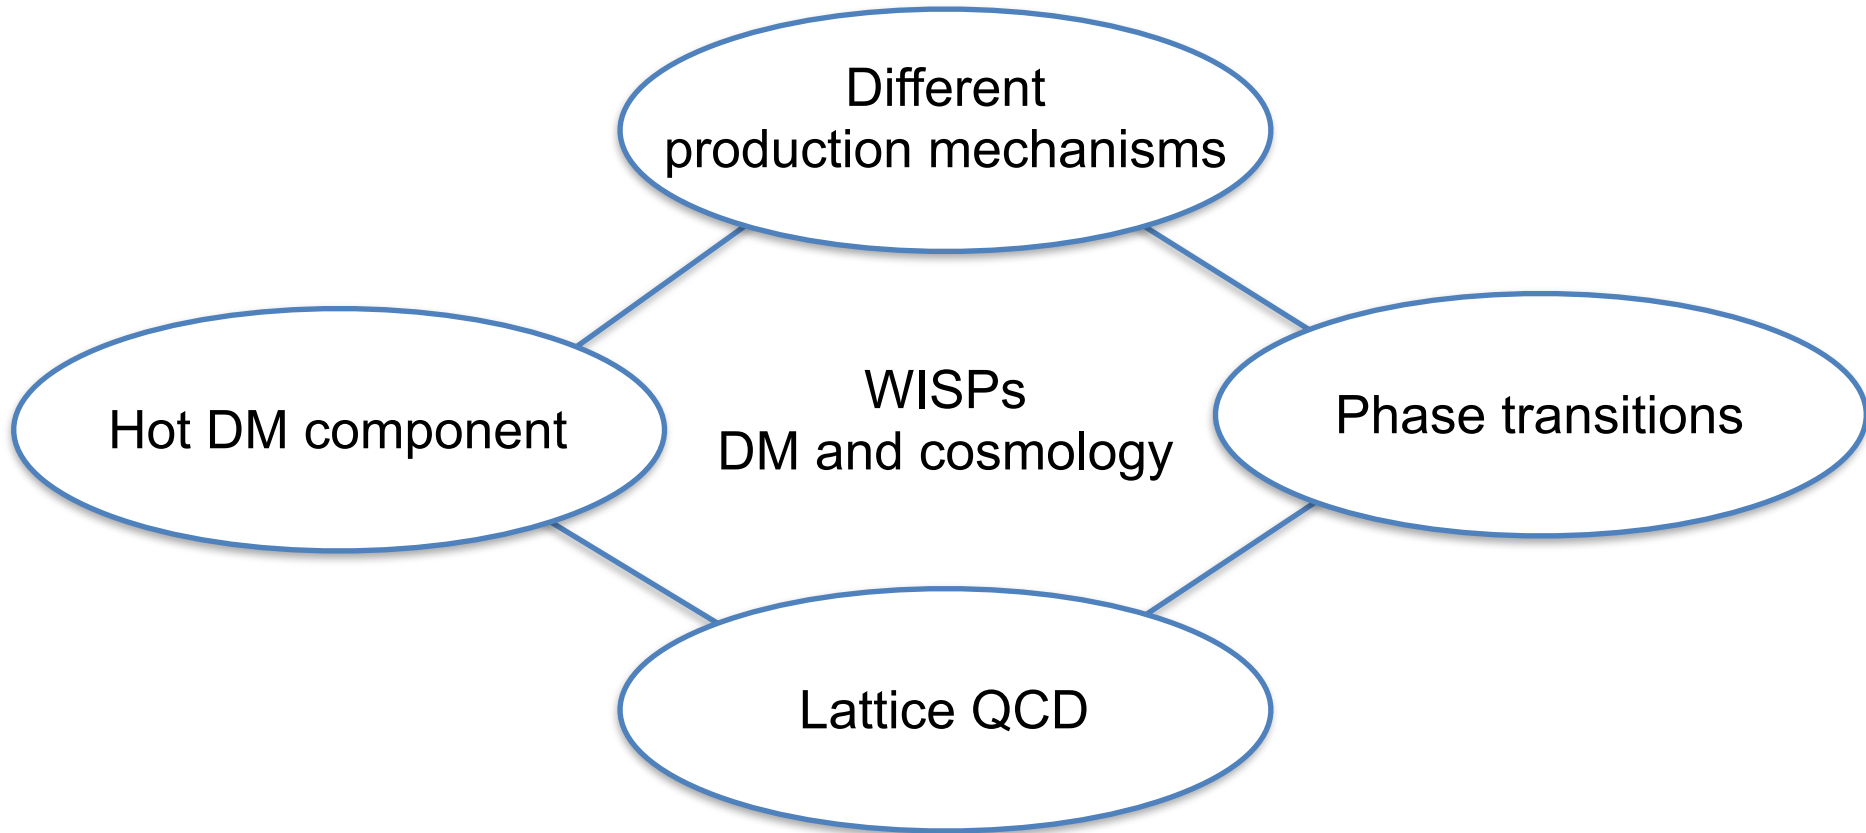 Different
production mechanisms
Hot DM component
WISPs
DM and cosmology
Phase transitions
Lattice QCD